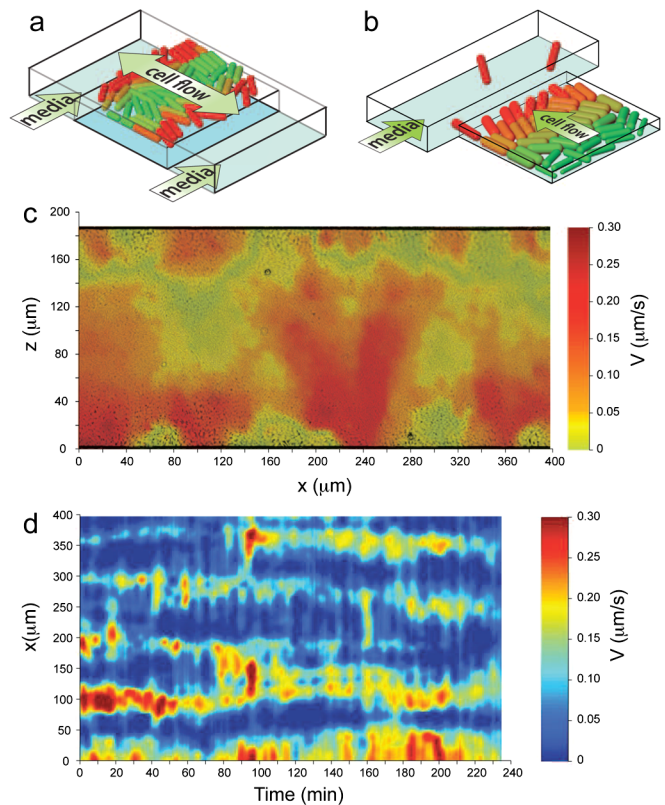 a
cell flow
media
media
b
cell flow
media
c
200
160
120
80
40
0
z (μm)
0 40 80 120 160 200 240 280 320 360 400
x (μm)
0.30
0.20
0.15
0.10
0.05
0
V (μm/s)
d
400
350
300
250
200
150
100
50
0
x(μm)
0 20 40 60 80 100 120 140 160 180 200 220 240
Time (min)
0.30
0.25
0.20
0.15
0.10
0.05
0.00
V (μm/s)